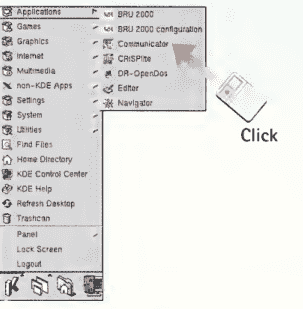 Applications
Games
Graphics
Internet
Multimedia
non-KDE Apps
Settings
System
Utilities
Find Files
Home Directory
KDE Control Center
KDE Help
Refresh Desktop
Trashcan
Panel
Lock Screen
Logout
BRU 2000
BRU 2000 configuration
Communicator
CRiSPlite
DR-OpenDos
Editor
Navigator
Click